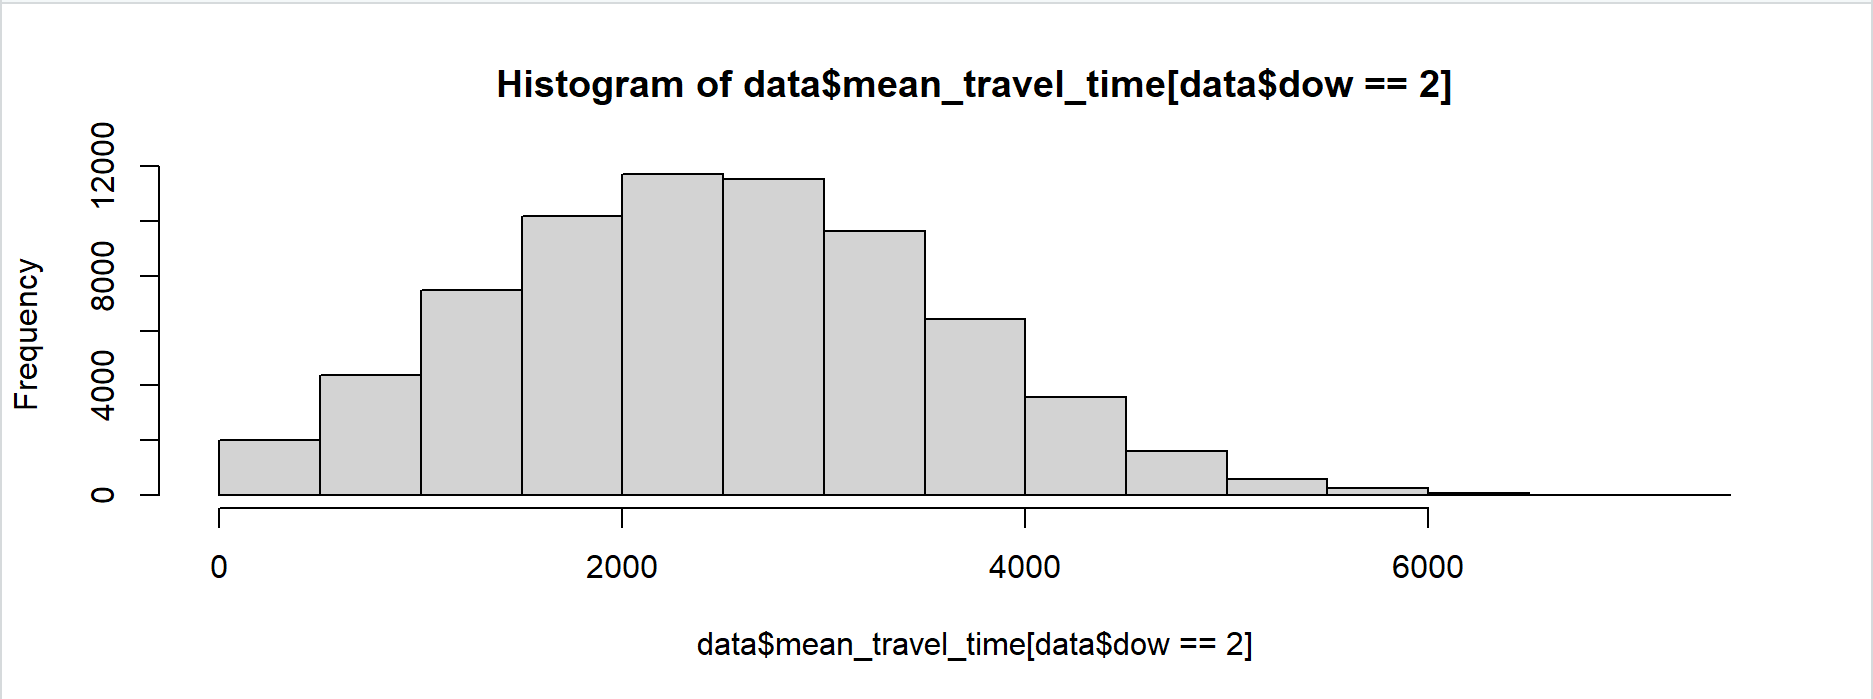 Histogram of data$mean_travel_time[data$dow == 2]
12000
8000
4000
0
Frequency
0 2000 4000 6000
data$mean_travel_time[data$dow == 2]